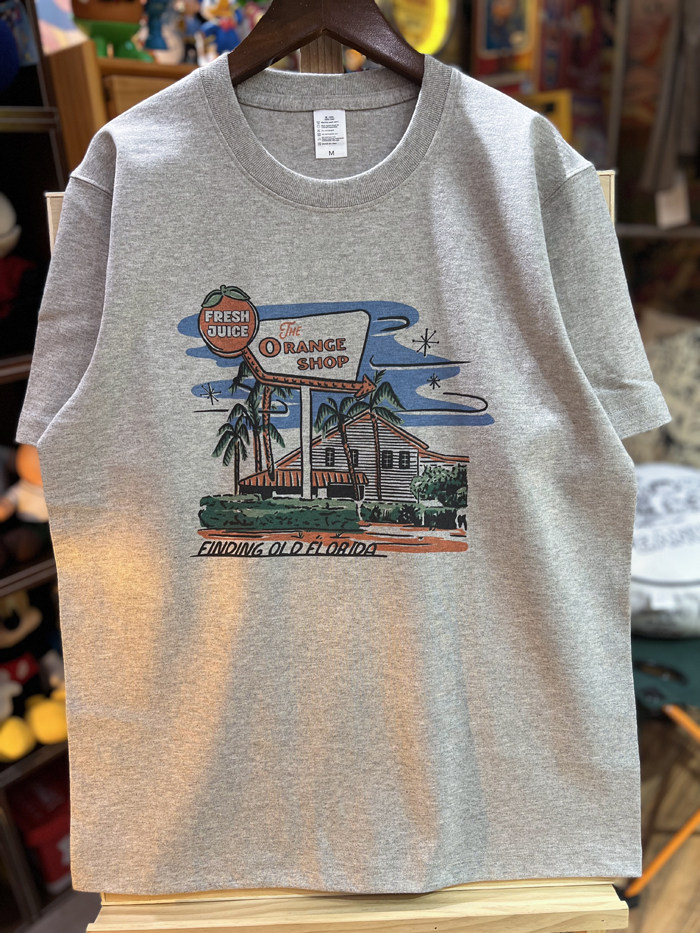 M
FRESH
JUICE
The
ORANGE
SHOP
FINDING OLD FLORIDA